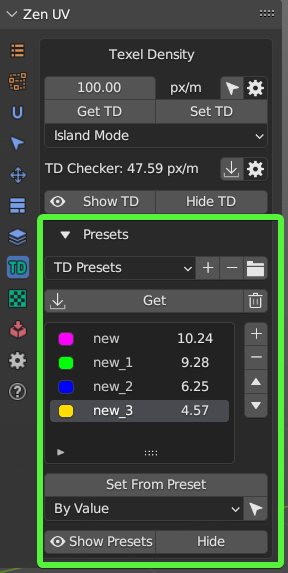 Zen UV
Texel Density
100.00 px/m
Get TD Set TD
Island Mode
TD Checker: 47.59 px/m
Show TD Hide TD
Presets
TD Presets
Get
new 10.24
new_1 9.28
new_2 6.25
new_3 4.57
Set From Preset
By Value
Show Presets Hide
TD